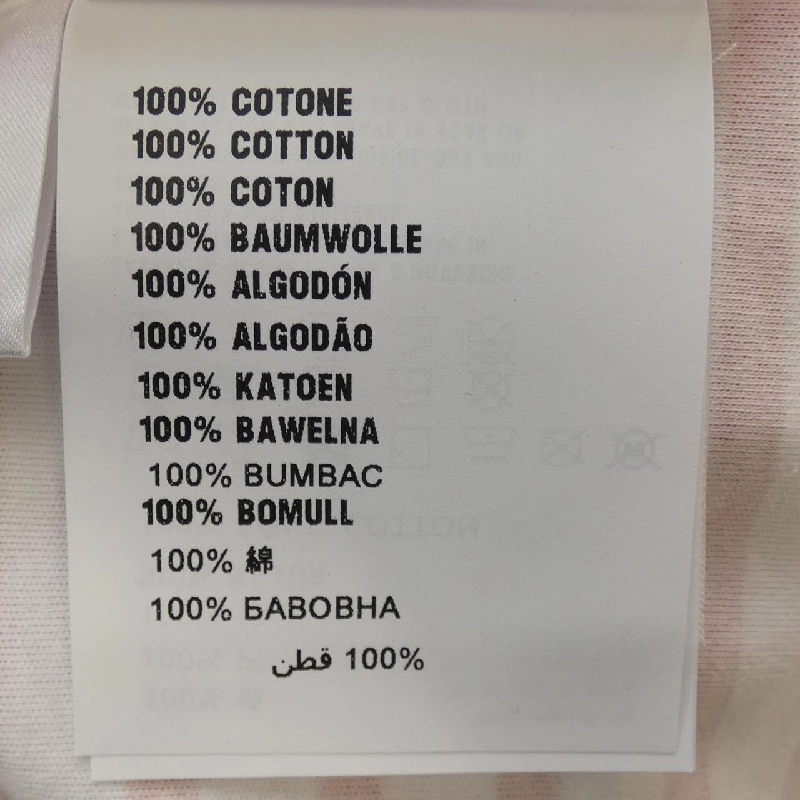 100% COTONE
100% COTTON
100% COTON
100% BAUMWOLLE
100% ALGODÓN
100% ALGODÃO
100% KATOEN
100% BAWELNA
100% BUMBAC
100% BOMULL
100% 綿
100% БАВОВНА
100% قطن